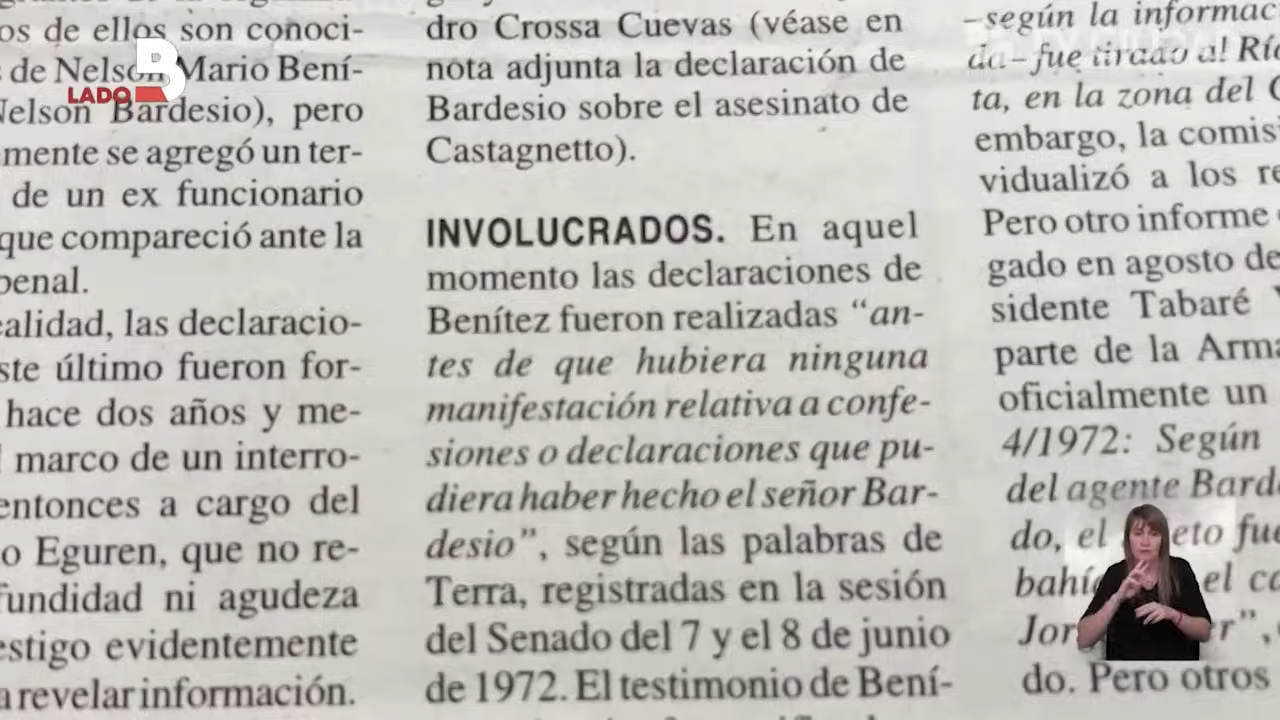 os de ellos son conoci-
de Nelson Mario Bení-
Nelson Bardesio), pero
mente se agregó un ter-
de un ex funcionario
que compareció ante la
penal.
ealidad, las declaracio-
ste último fueron for-
hace dos años y me-
marco de un interro-
entonces a cargo del
o Eguren, que no re-
fundidad ni agudeza
estigo evidentemente
a revelar información.
dro Crossa Cuevas (véase en
nota adjunta la declaración de
Bardesio sobre el asesinato de
Castagnetto).
INVOLUCRADOS. En aquel
momento las declaraciones de
Benítez fueron realizadas “an-
tes de que hubiera ninguna
manifestación relativa a confe-
siones o declaraciones que pu-
diera haber hecho el señor Bar-
desio”, según las palabras de
Terra, registradas en la sesión
del Senado del 7 y el 8 de junio
de 1972. El testimonio de Bení-
–según la informac
da– fue tirado al Rí
ta, en la zona del C
embargo, la comis
vidualizó a los re
Pero otro informe
gado en agosto de
sidente Tabaré
parte de la Arma
oficialmente un
4/1972: Según
del agente Bard
do, el eto fue
bahí el ca
Jor r”,
do. Pero otros
LADO B